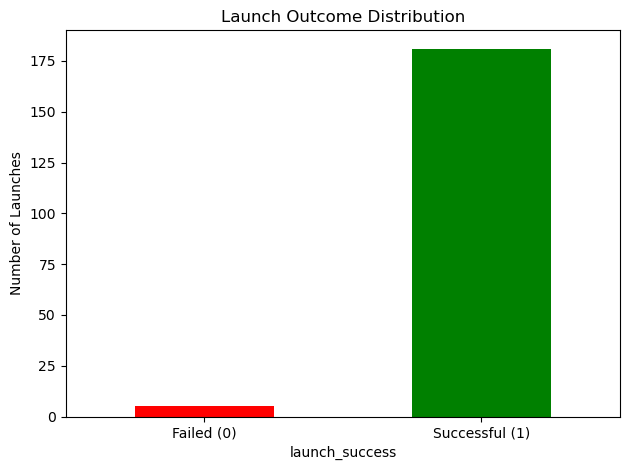 Launch Outcome Distribution
Number of Launches
175
150
125
100
75
50
25
0
Failed (0)
Successful (1)
launch_success